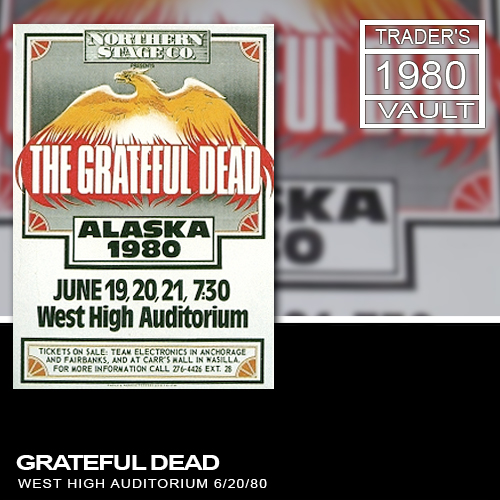 NORTHERN
STAGE CO.
PRESENTS
THE GRATEFUL DEAD
ALASKA
1980
JUNE 19, 20, 21, 7:30
West High Auditorium
TICKETS ON SALE: TEAM ELECTRONICS IN ANCHORAGE
AND FAIRBANKS, AND AT CARR'S MALL IN WASILLA.
FOR MORE INFORMATION CALL 276-4426 EXT. 28
TRADER'S
1980
VAULT
GRATEFUL DEAD
WEST HIGH AUDITORIUM 6/20/80